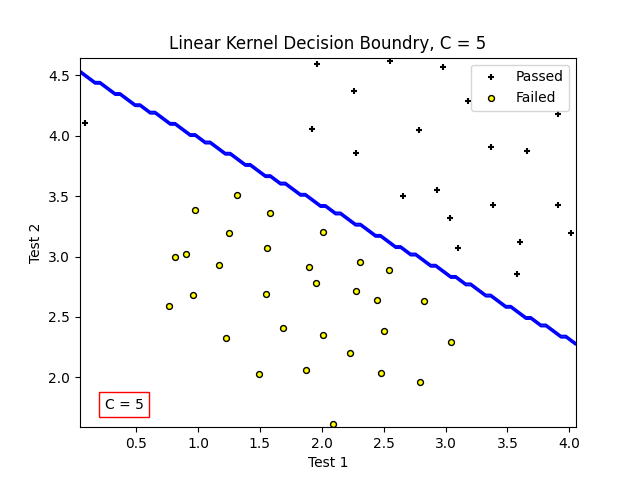 Linear Kernel Decision Boundry, C = 5
Passed
Failed
4.5
4.0
3.5
3.0
2.5
2.0
Test 2
C = 5
0.5 1.0 1.5 2.0 2.5 3.0 3.5 4.0
Test 1